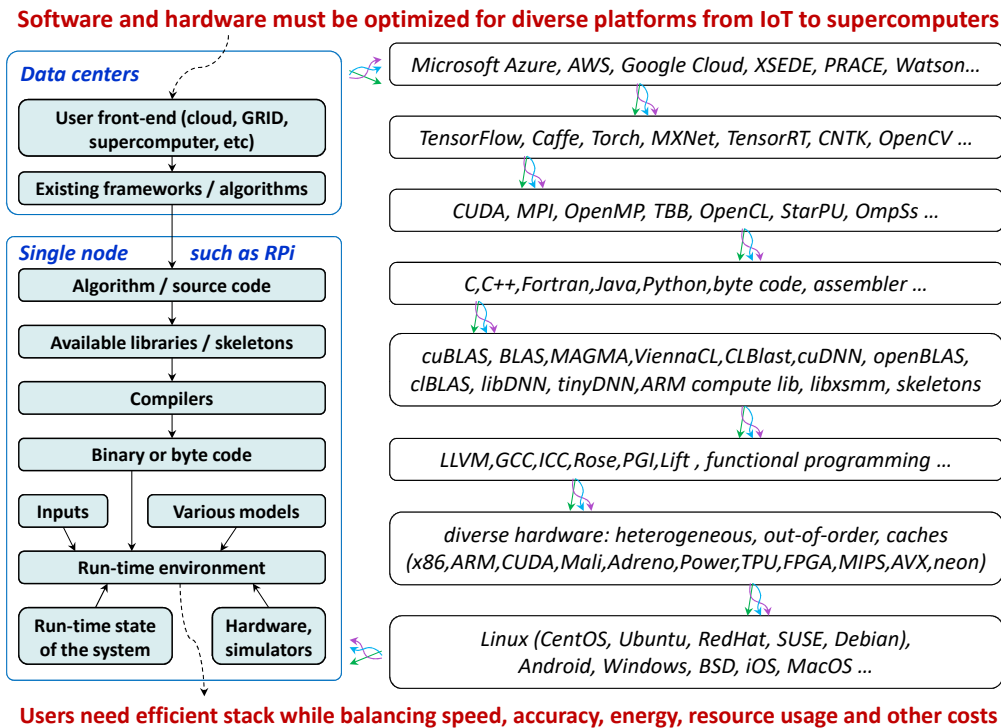 Software and hardware must be optimized for diverse platforms from IoT to supercomputers
Data centers
User front-end (cloud, GRID,
supercomputer, etc)
Existing frameworks / algorithms
Single node such as RPi
Algorithm / source code
Available libraries / skeletons
Compilers
Binary or byte code
Inputs
Various models
Run-time environment
Run-time state
of the system
Hardware,
simulators
Microsoft Azure, AWS, Google Cloud, XSEDE, PRACE, Watson...
TensorFlow, Caffe, Torch, MXNet, TensorRT, CNTK, OpenCV ...
CUDA, MPI, OpenMP, TBB, OpenCL, StarPU, OmpSs ...
C,C++,Fortran,Java,Python,byte code, assembler ...
cuBLAS, BLAS,MAGMA,ViennaCL,CLBlast,cuDNN, openBLAS,
clBLAS, libDNN, tinyDNN,ARM compute lib, libxsmm, skeletons
LLVM,GCC,ICC,Rose,PGI,Lift , functional programming ...
diverse hardware: heterogeneous, out-of-order, caches
(x86,ARM,CUDA,Mali,Adreno,Power,TPU,FPGA,MIPS,AVX,neon)
Linux (CentOS, Ubuntu, RedHat, SUSE, Debian),
Android, Windows, BSD, iOS, MacOS ...
Users need efficient stack while balancing speed, accuracy, energy, resource usage and other costs